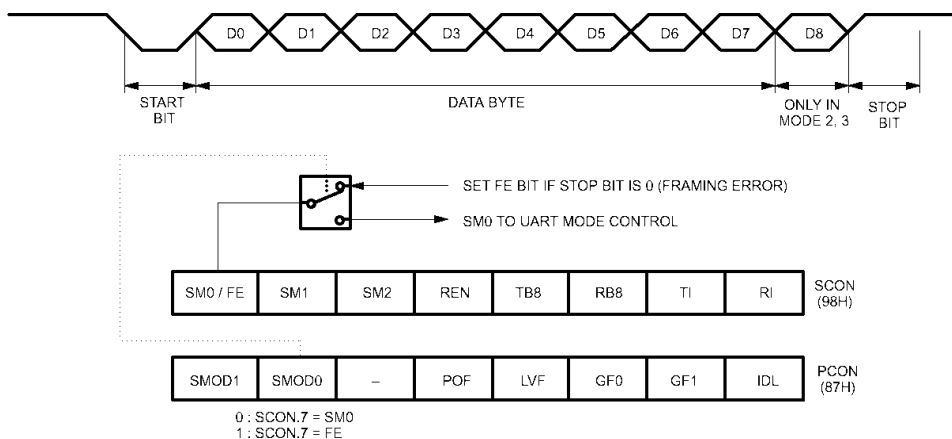 D0 D1 D2 D3 D4 D5 D6 D7 D8
START
BIT
DATA BYTE
ONLY IN
MODE 2, 3
STOP
BIT
SET FE BIT IF STOP BIT IS 0 (FRAMING ERROR)
SM0 TO UART MODE CONTROL
SM0 / FE SM1 SM2 REN TB8 RB8 TI RI
SCON
(98H)
SMOD1 SMOD0 – POF LVF GF0 GF1 IDL
PCON
(87H)
0 : SCON.7 = SM0
1 : SCON.7 = FE